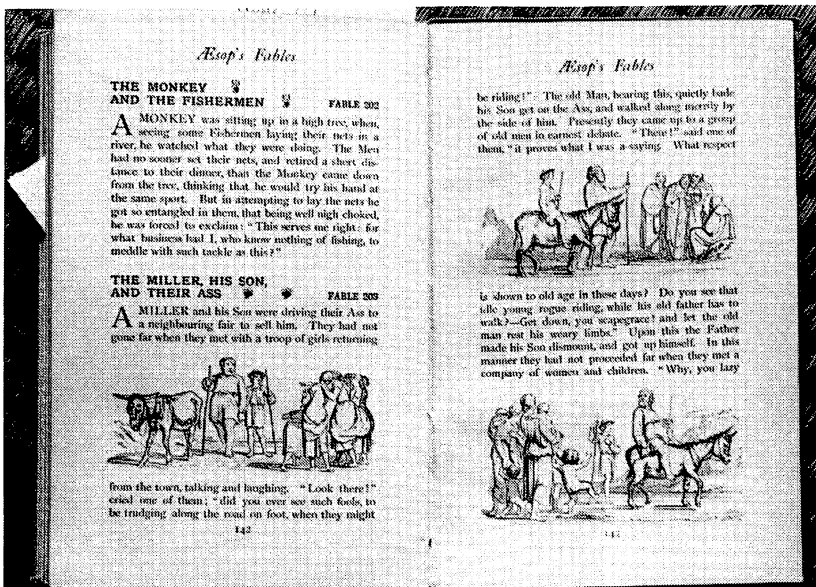 Æsop's Fables
THE MONKEY
AND THE FISHERMEN FABLE 202
A MONKEY was sitting up in a high tree, when,
seeing some Fishermen laying their nets in a
river, he watched what they were doing. The Men
had no sooner set their nets, and retired a short dis-
tance to their dinner, than the Monkey came down
from the tree, thinking that he would try his hand at
the same sport. But in attempting to lay the nets he
got so entangled in them, that being well nigh choked,
he was forced to exclaim: "This serves me right: for
what business had I, who know nothing of fishing, to
meddle with such tackle as this?"
THE MILLER, HIS SON,
AND THEIR ASS FABLE 203
A MILLER and his Son were driving their Ass to
a neighbouring fair to sell him. They had not
gone far when they met with a troop of girls returning
from the town, talking and laughing. "Look there!"
cried one of them; "did you ever see such fools, to
be trudging along the road on foot, when they might
142
Æsop's Fables
be riding!" The old Man, hearing this, quietly bade
his Son get on the Ass, and walked along merrily by
the side of him. Presently they came up to a group
of old men in earnest debate. "There!" said one of
them, "it proves what I was a-saying. What respect
is shown to old age in these days? Do you see that
idle young rogue riding, while his old father has to
walk?—Get down, you scapegrace! and let the old
man rest his weary limbs." Upon this the Father
made his Son dismount, and got up himself. In this
manner they had not proceeded far when they met a
company of women and children. "Why, you lazy
143